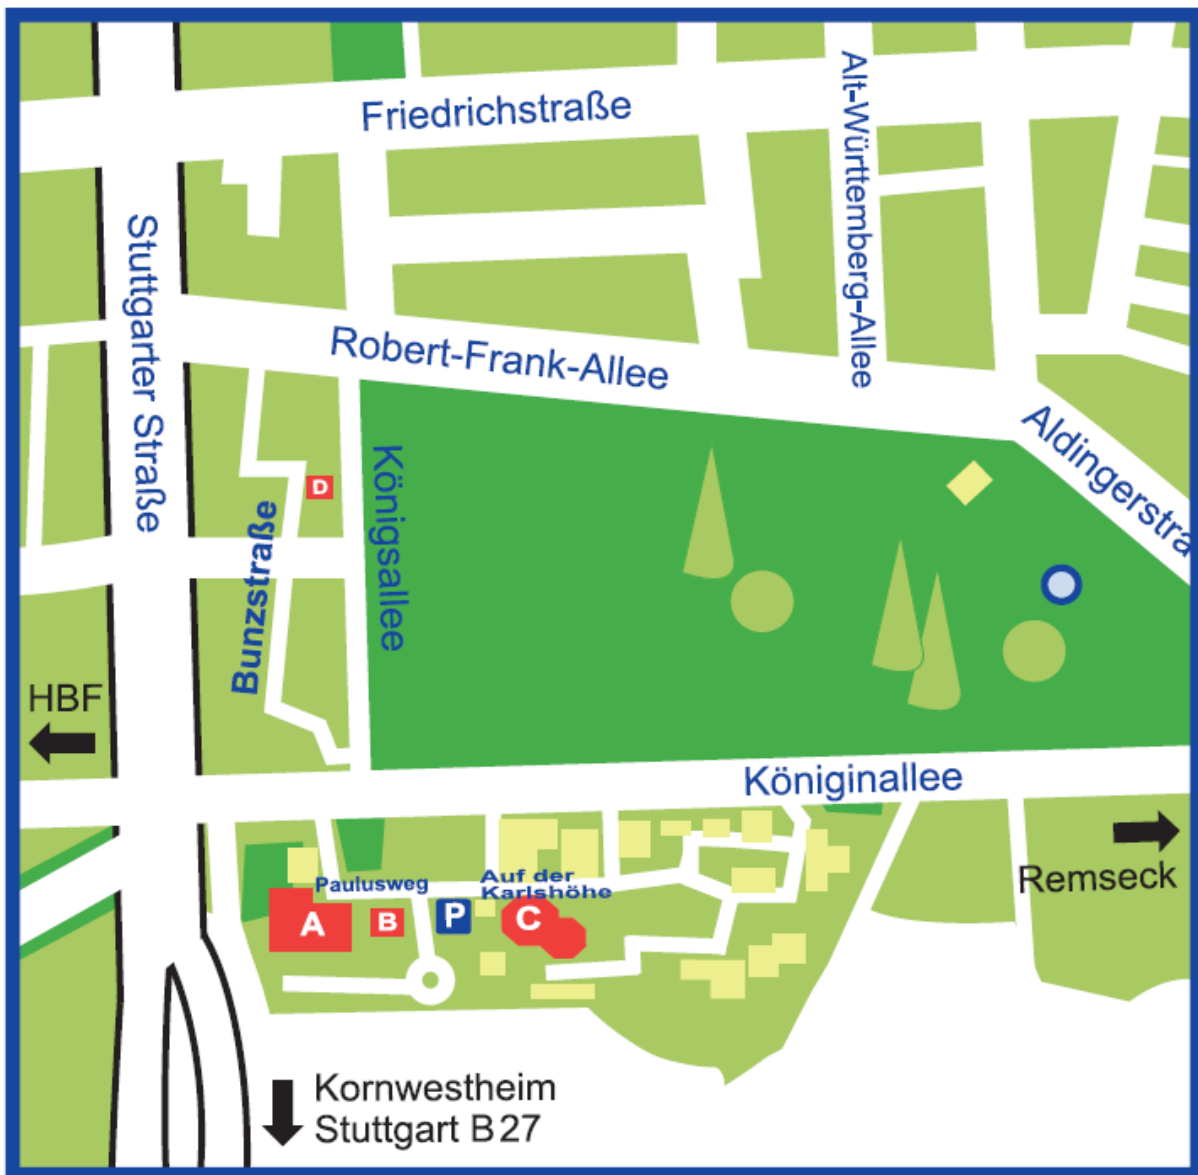 Friedrichstraße
Alt-Württemberg-Allee
Stuttgarter Straße
Robert-Frank-Allee
Aldingerstra
D
Königsallee
Bunzstraße
HBF
Königinallee
Remseck
Paulusweg
Auf der
Karlshöhe
A
B
P
C
Kornwestheim
Stuttgart B27